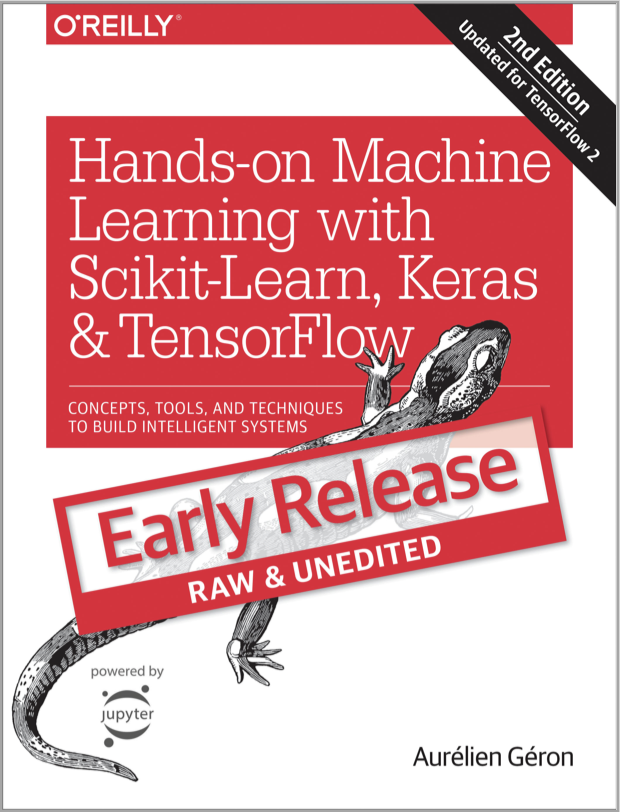 O'REILLY®
2nd Edition
Updated for TensorFlow 2
Hands-on Machine
Learning with
Scikit-Learn, Keras
& TensorFlow
CONCEPTS, TOOLS, AND TECHNIQUES
TO BUILD INTELLIGENT SYSTEMS
Early Release
RAW & UNEDITED
powered by
jupyter
Aurélien Géron